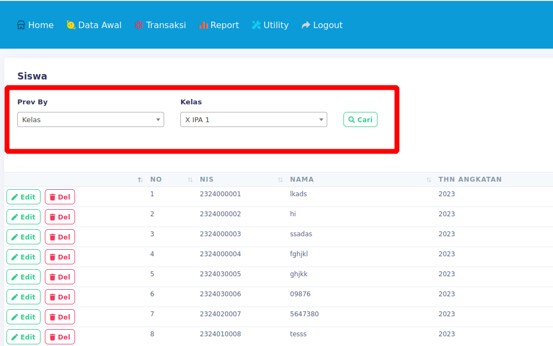 Home Data Awal Transaksi Report Utility Logout
Siswa
Prev By Kelas
Kelas X IPA 1 Cari
NO NIS NAMA THN ANGKATAN
Edit Del 1 2324000001 lkads 2023
Edit Del 2 2324000002 hi 2023
Edit Del 3 2324000003 ssadas 2023
Edit Del 4 2324000004 fghjkl 2023
Edit Del 5 2324030005 ghjkk 2023
Edit Del 6 2324030006 09876 2023
Edit Del 7 2324020007 5647380 2023
Edit Del 8 2324010008 tesss 2023